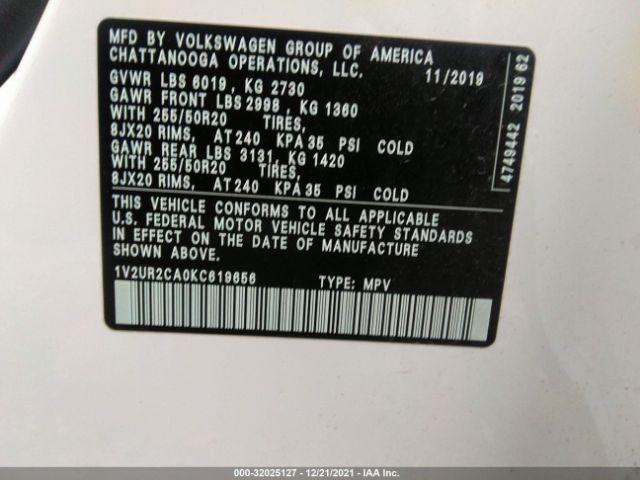 MFD BY VOLKSWAGEN GROUP OF AMERICA
CHATTANOOGA OPERATIONS, LLC.
11/2019
GVWR LBS 6019, KG 2730
GAWR FRONT LBS 2998, KG 1360
WITH 255/50R20 TIRES,
8JX20 RIMS, AT 240 KPA 35 PSI COLD
GAWR REAR LBS 3131, KG 1420
WITH 255/50R20 TIRES,
8JX20 RIMS, AT 240 KPA 35 PSI COLD
THIS VEHICLE CONFORMS TO ALL APPLICABLE
U.S. FEDERAL MOTOR VEHICLE SAFETY STANDARDS
IN EFFECT ON THE DATE OF MANUFACTURE
SHOWN ABOVE.
1V2UR2CA0KC619656 TYPE: MPV
4749442 2019 62
000-32025127 - 12/21/2021 - IAA Inc.